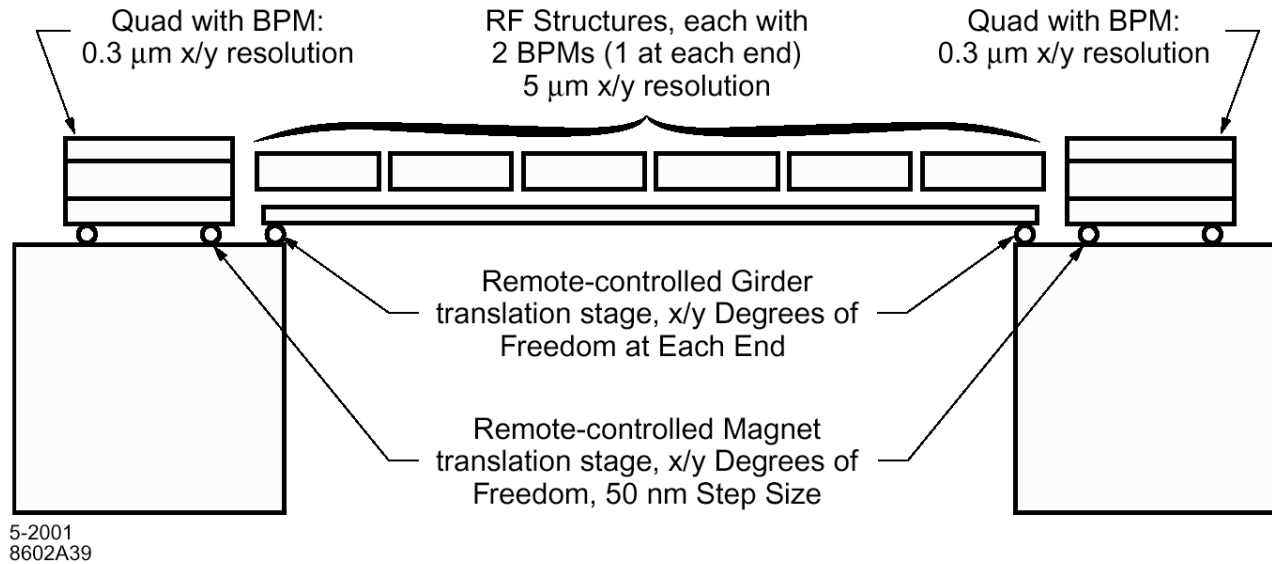 Quad with BPM:
0.3 μm x/y resolution
RF Structures, each with
2 BPMs (1 at each end)
5 μm x/y resolution
Quad with BPM:
0.3 μm x/y resolution
Remote-controlled Girder
translation stage, x/y Degrees of
Freedom at Each End
Remote-controlled Magnet
translation stage, x/y Degrees of
Freedom, 50 nm Step Size
5-2001
8602A39